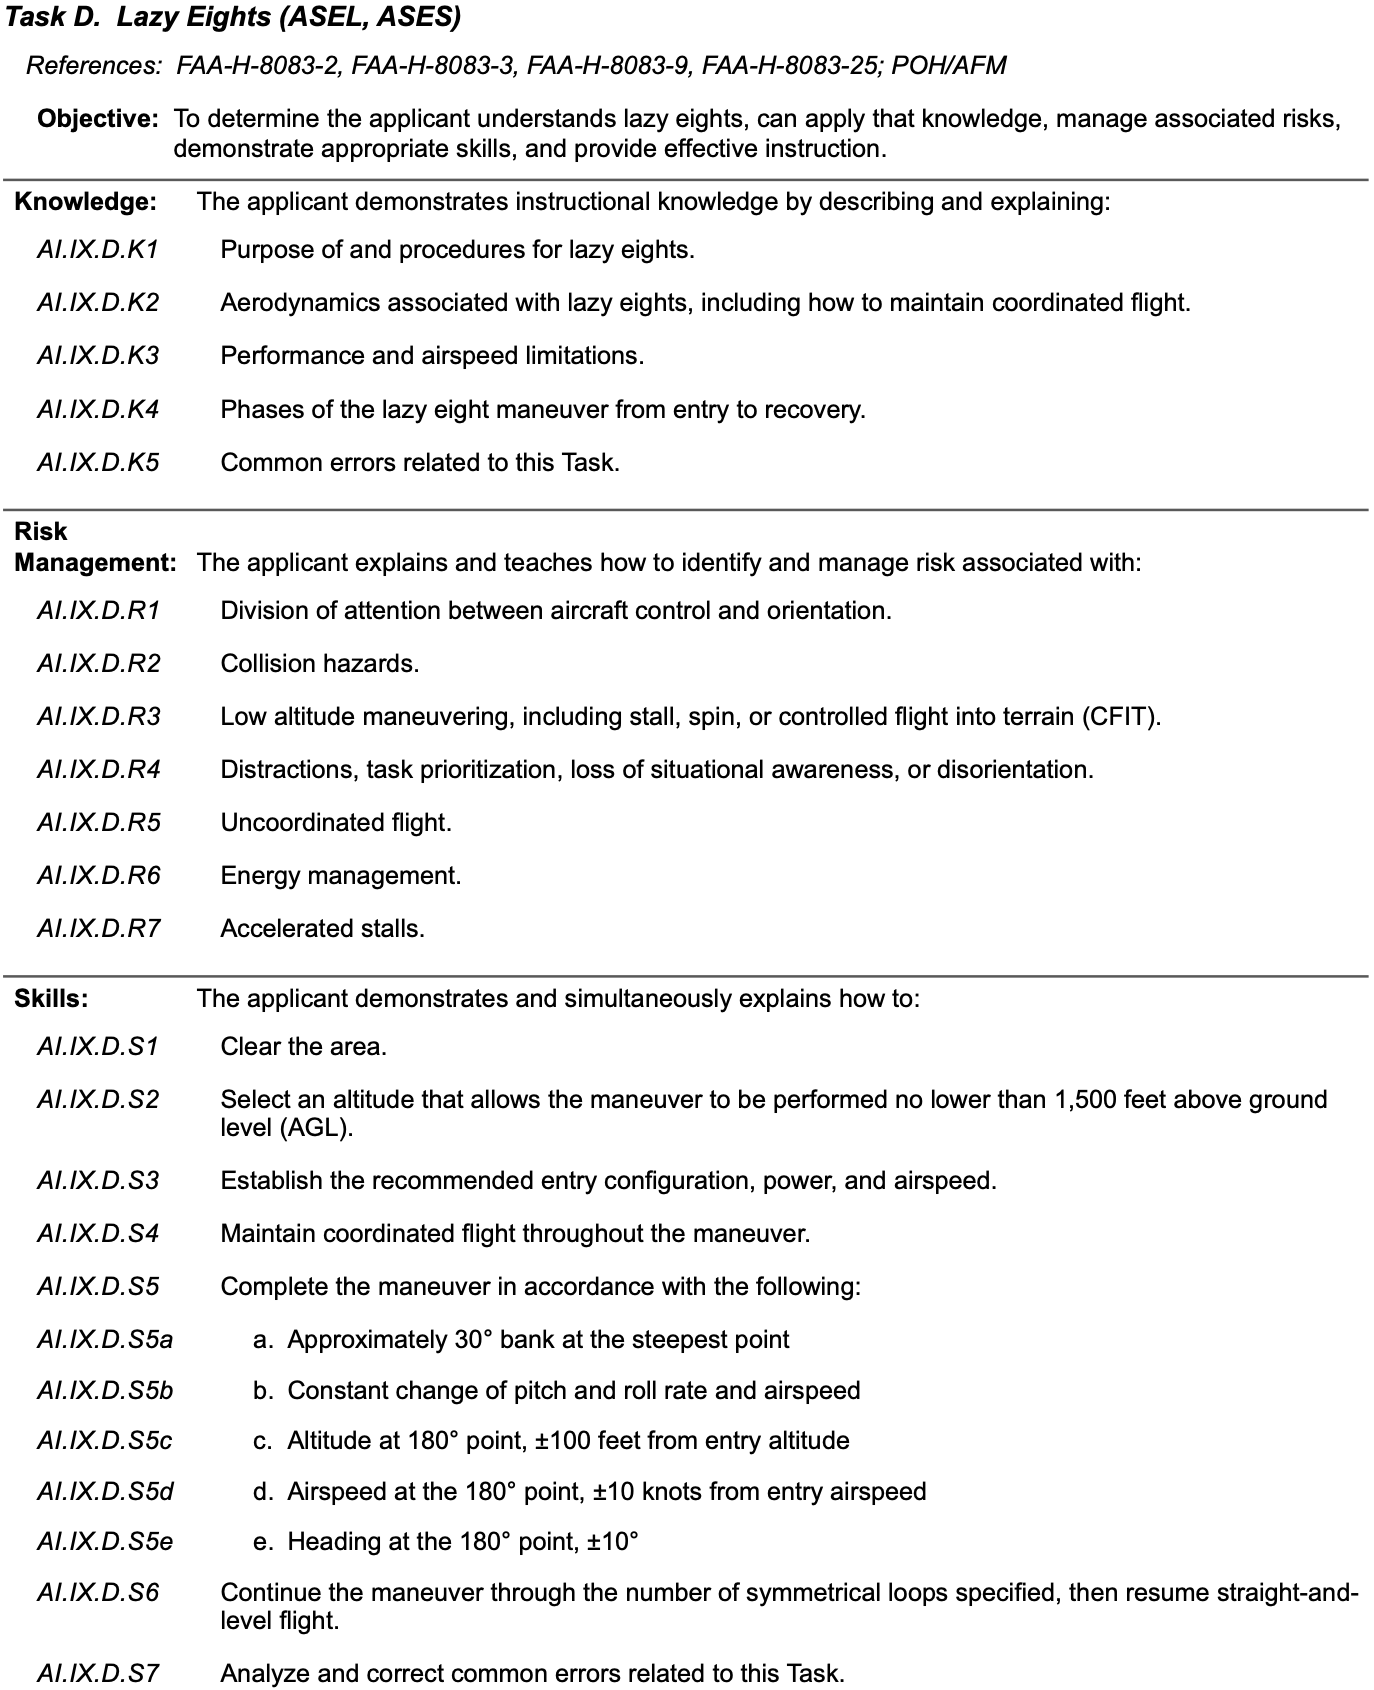 Task D. Lazy Eights (ASEL, ASES)
References: FAA-H-8083-2, FAA-H-8083-3, FAA-H-8083-9, FAA-H-8083-25; POH/AFM
Objective: To determine the applicant understands lazy eights, can apply that knowledge, manage associated risks,
demonstrate appropriate skills, and provide effective instruction.
Knowledge: The applicant demonstrates instructional knowledge by describing and explaining:
AI.IX.D.K1 Purpose of and procedures for lazy eights.
AI.IX.D.K2 Aerodynamics associated with lazy eights, including how to maintain coordinated flight.
AI.IX.D.K3 Performance and airspeed limitations.
AI.IX.D.K4 Phases of the lazy eight maneuver from entry to recovery.
AI.IX.D.K5 Common errors related to this Task.
Risk
Management: The applicant explains and teaches how to identify and manage risk associated with:
AI.IX.D.R1 Division of attention between aircraft control and orientation.
AI.IX.D.R2 Collision hazards.
AI.IX.D.R3 Low altitude maneuvering, including stall, spin, or controlled flight into terrain (CFIT).
AI.IX.D.R4 Distractions, task prioritization, loss of situational awareness, or disorientation.
AI.IX.D.R5 Uncoordinated flight.
AI.IX.D.R6 Energy management.
AI.IX.D.R7 Accelerated stalls.
Skills: The applicant demonstrates and simultaneously explains how to:
AI.IX.D.S1 Clear the area.
AI.IX.D.S2 Select an altitude that allows the maneuver to be performed no lower than 1,500 feet above ground
level (AGL).
AI.IX.D.S3 Establish the recommended entry configuration, power, and airspeed.
AI.IX.D.S4 Maintain coordinated flight throughout the maneuver.
AI.IX.D.S5 Complete the maneuver in accordance with the following:
AI.IX.D.S5a a. Approximately 30° bank at the steepest point
AI.IX.D.S5b b. Constant change of pitch and roll rate and airspeed
AI.IX.D.S5c c. Altitude at 180° point, ±100 feet from entry altitude
AI.IX.D.S5d d. Airspeed at the 180° point, ±10 knots from entry airspeed
AI.IX.D.S5e e. Heading at the 180° point, ±10°
AI.IX.D.S6 Continue the maneuver through the number of symmetrical loops specified, then resume straight-and-
level flight.
AI.IX.D.S7 Analyze and correct common errors related to this Task.